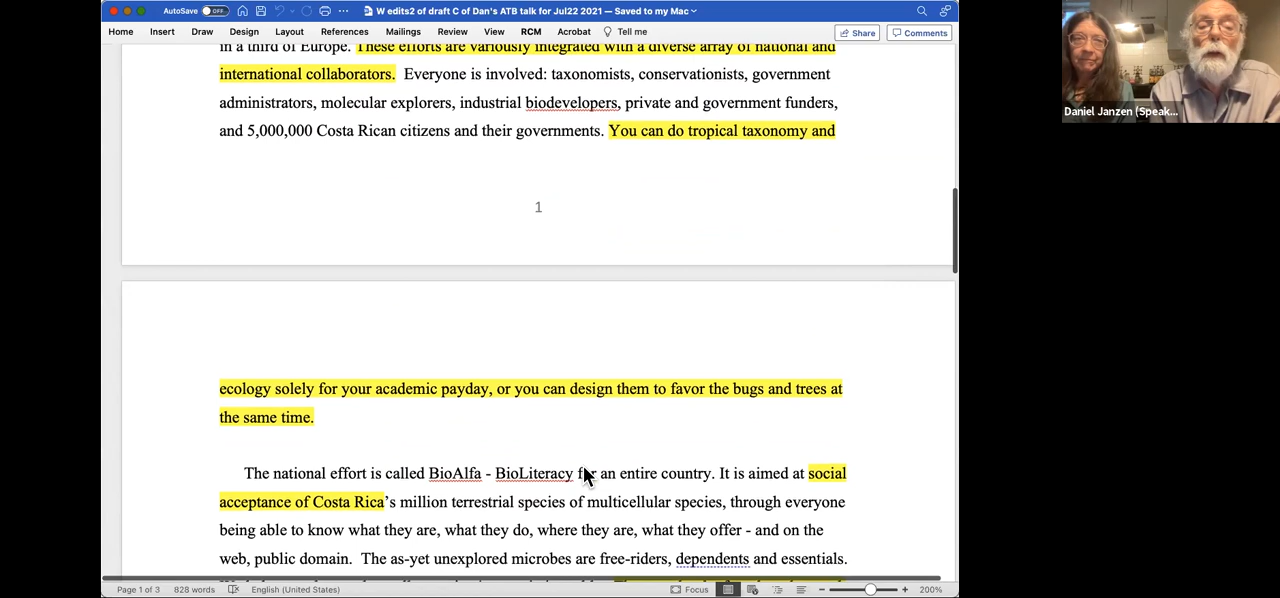 AutoSave OFF W edits2 of draft C of Dan's ATB talk for Jul22 2021 — Saved to my Mac
Home Insert Draw Design Layout References Mailings Review View RCM Acrobat Tell me Share Comments
in a third of Europe. These efforts are variously integrated with a diverse array of national and
international collaborators. Everyone is involved: taxonomists, conservationists, government
administrators, molecular explorers, industrial biodevelopers, private and government funders,
and 5,000,000 Costa Rican citizens and their governments. You can do tropical taxonomy and
1
ecology solely for your academic payday, or you can design them to favor the bugs and trees at
the same time.
The national effort is called BioAlfa - BioLiteracy for an entire country. It is aimed at social
acceptance of Costa Rica's million terrestrial species of multicellular species, through everyone
being able to know what they are, what they do, where they are, what they offer - and on the
web, public domain. The as-yet unexplored microbes are free-riders, dependents and essentials.
Page 1 of 3 828 words English (United States) Focus 200%
Daniel Janzen (Speak...